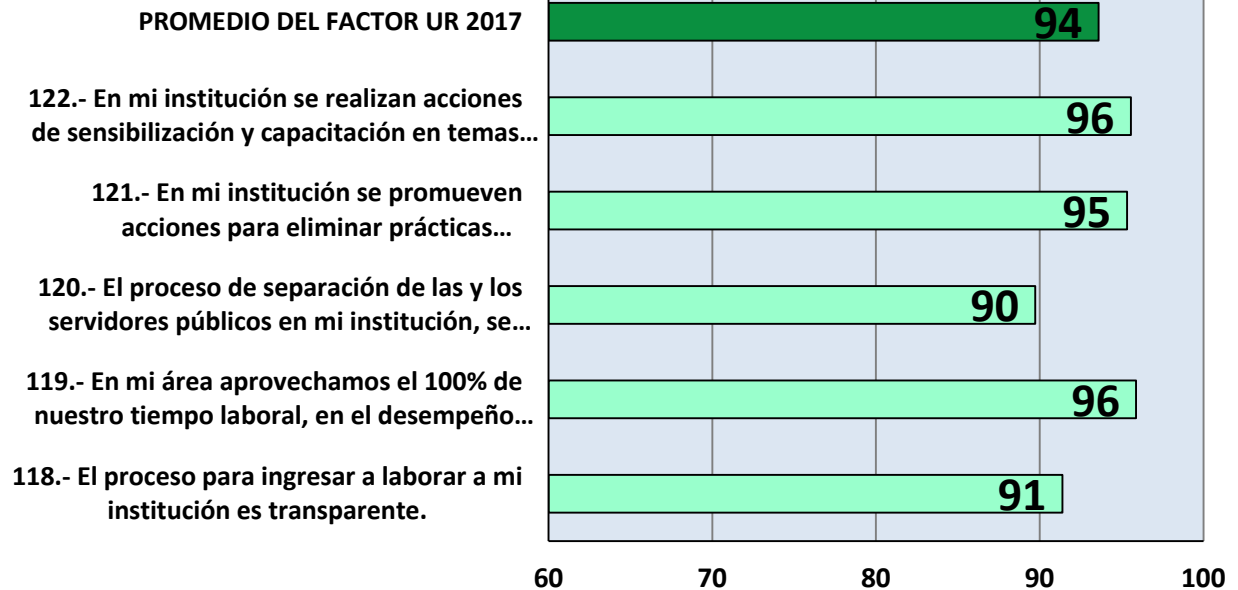 PROMEDIO DEL FACTOR UR 2017
94
122.- En mi institución se realizan acciones
de sensibilización y capacitación en temas...
96
121.- En mi institución se promueven
acciones para eliminar prácticas...
95
120.- El proceso de separación de las y los
servidores públicos en mi institución, se...
90
119.- En mi área aprovechamos el 100% de
nuestro tiempo laboral, en el desempeño...
96
118.- El proceso para ingresar a laborar a mi
institución es transparente.
91
60 70 80 90 100